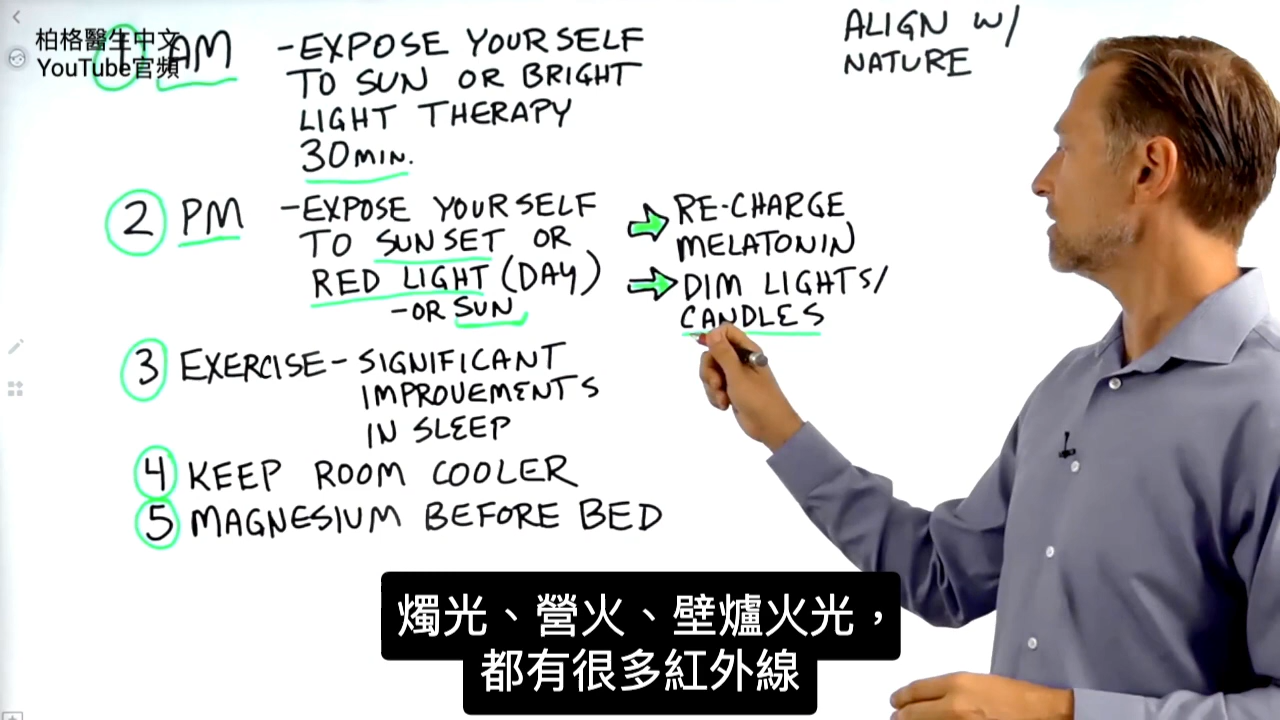 柏格醫生中文
YouTube官頻
1 AM
- EXPOSE YOURSELF
TO SUN OR BRIGHT
LIGHT THERAPY
30 MIN.
ALIGN W/
NATURE
2 PM
- EXPOSE YOURSELF
TO SUNSET OR
RED LIGHT (DAY)
- OR SUN
RE-CHARGE
MELATONIN
DIM LIGHTS/
CANDLES
3 EXERCISE - SIGNIFICANT
IMPROVEMENTS
IN SLEEP
4 KEEP ROOM COOLER
5 MAGNESIUM BEFORE BED
燭光、營火、壁爐火光，
都有很多紅外線